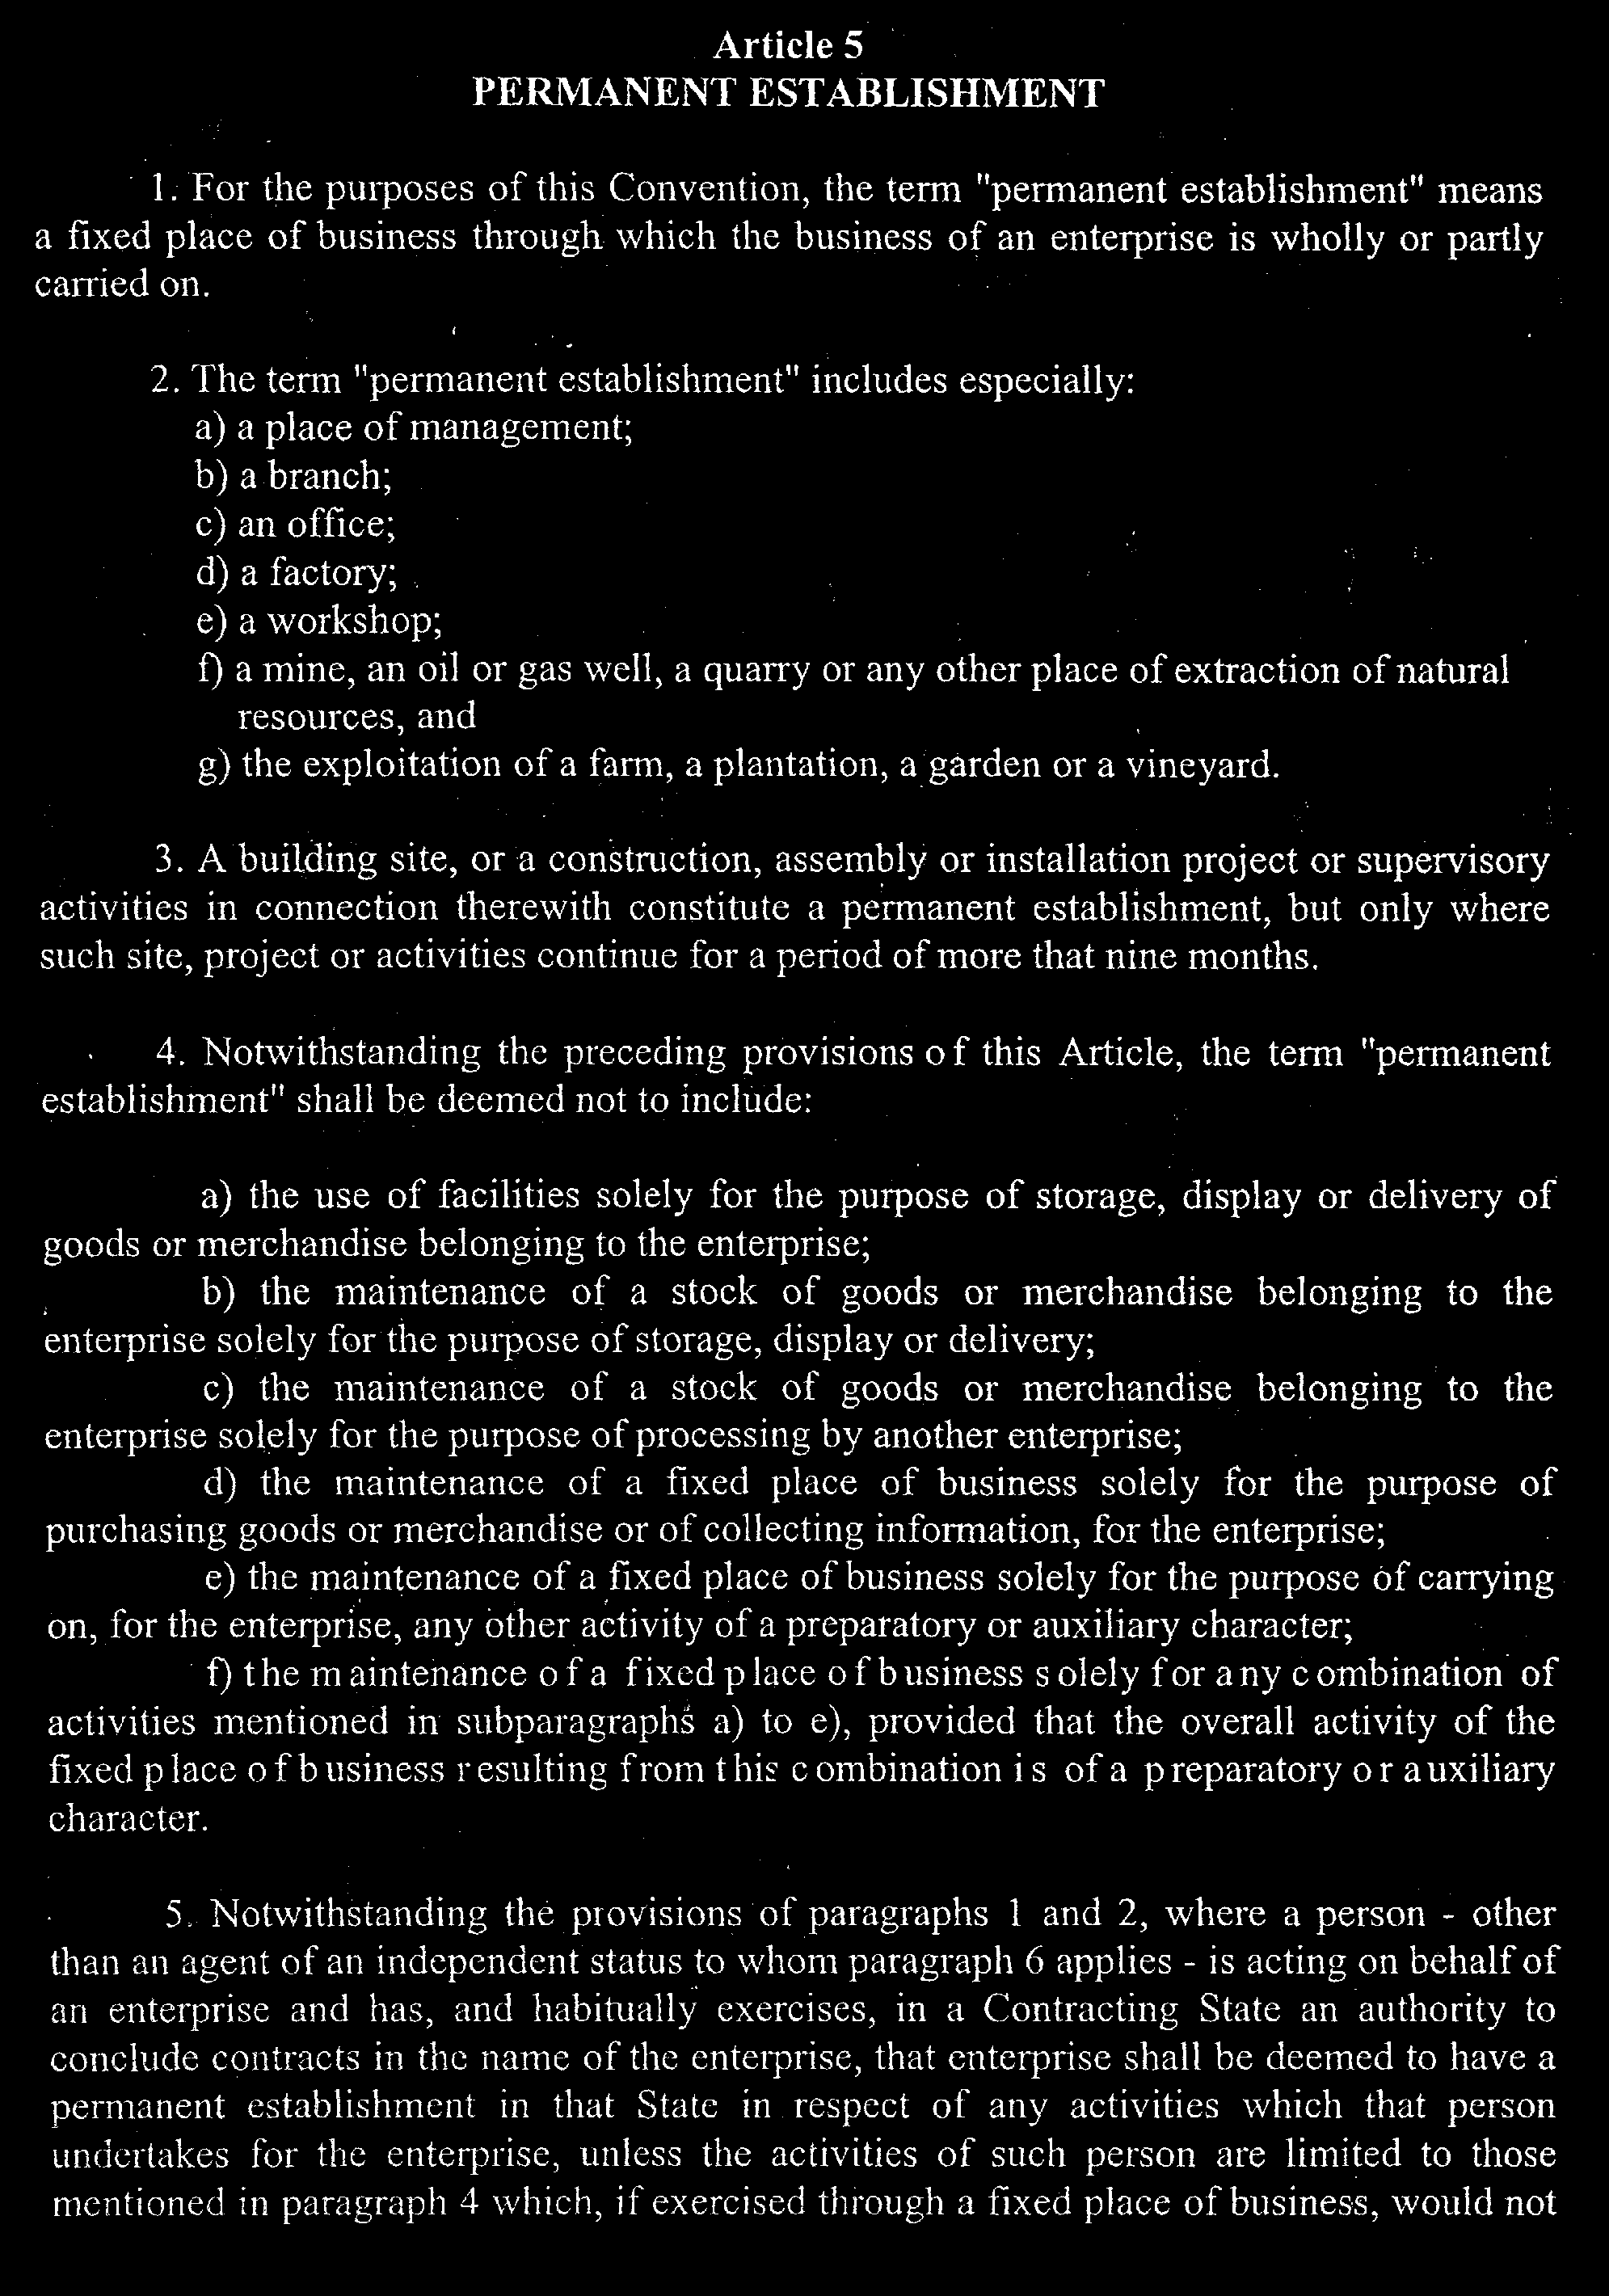 Article 5
PERMANENT ESTABLISHMENT
1. For the purposes of this Convention, the term "permanent establishment" means
a fixed place of business through which the business of an enterprise is wholly or partly
carried on.
2. The term "permanent establishment" includes especially:
a) a place of management;
b) a branch;
c) an office;
d) a factory;
e) a workshop;
f) a mine, an oil or gas well, a quarry or any other place of extraction of natural
resources, and
g) the exploitation of a farm, a plantation, a garden or a vineyard.
3. A building site, or a construction, assembly or installation project or supervisory
activities in connection therewith constitute a permanent establishment, but only where
such site, project or activities continue for a period of more that nine months.
4. Notwithstanding the preceding provisions of this Article, the term "permanent
establishment" shall be deemed not to include:
a) the use of facilities solely for the purpose of storage, display or delivery of
goods or merchandise belonging to the enterprise;
b) the maintenance of a stock of goods or merchandise belonging to the
enterprise solely for the purpose of storage, display or delivery;
c) the maintenance of a stock of goods or merchandise belonging to the
enterprise solely for the purpose of processing by another enterprise;
d) the maintenance of a fixed place of business solely for the purpose of
purchasing goods or merchandise or of collecting information, for the enterprise;
e) the maintenance of a fixed place of business solely for the purpose of carrying
on, for the enterprise, any other activity of a preparatory or auxiliary character;
f) the maintenance of a fixed place of business solely for any combination of
activities mentioned in subparagraphs a) to e), provided that the overall activity of the
fixed place of business resulting from this combination is of a preparatory or auxiliary
character.
5. Notwithstanding the provisions of paragraphs 1 and 2, where a person - other
than an agent of an independent status to whom paragraph 6 applies - is acting on behalf of
an enterprise and has, and habitually exercises, in a Contracting State an authority to
conclude contracts in the name of the enterprise, that enterprise shall be deemed to have a
permanent establishment in that State in respect of any activities which that person
undertakes for the enterprise, unless the activities of such person are limited to those
mentioned in paragraph 4 which, if exercised through a fixed place of business, would not